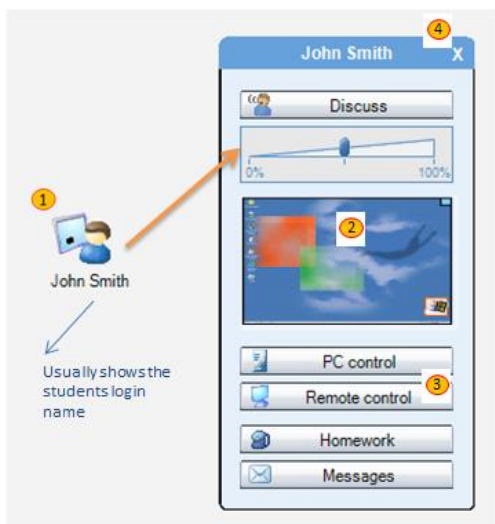 4
John Smith
X
Discuss
0%
100%
1
2
John Smith
Usually shows the
students login
name
PC control
3
Remote control
Homework
Messages